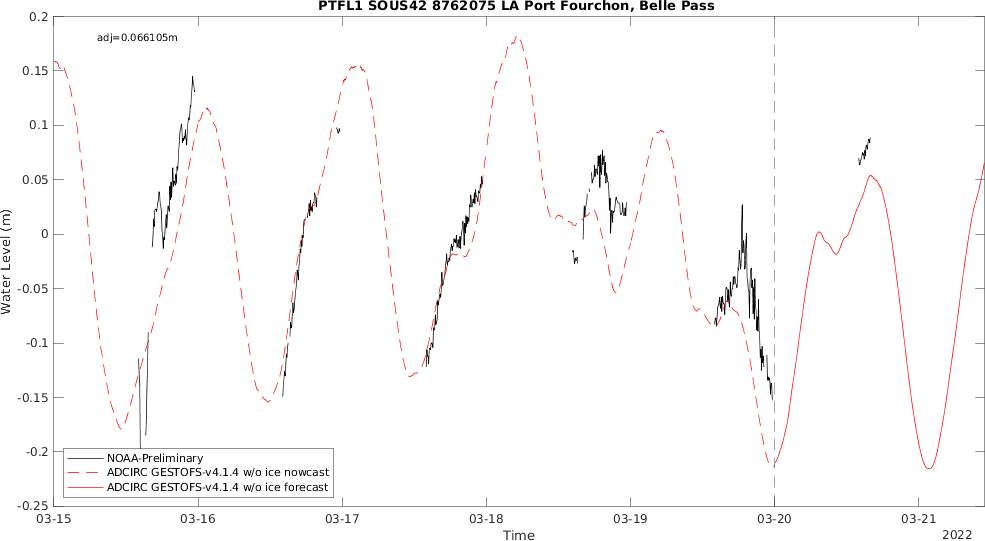 PTFL1 SOUS42 8762075 LA Port Fourchon, Belle Pass
adj=0.066105m
Water Level (m)
0.2
0.15
0.1
0.05
0
-0.05
-0.1
-0.15
-0.2
-0.25
NOAA-Preliminary
ADCIRC GESTOFS-v4.1.4 w/o ice nowcast
ADCIRC GESTOFS-v4.1.4 w/o ice forecast
03-15 03-16 03-17 03-18 03-19 03-20 03-21
Time
2022